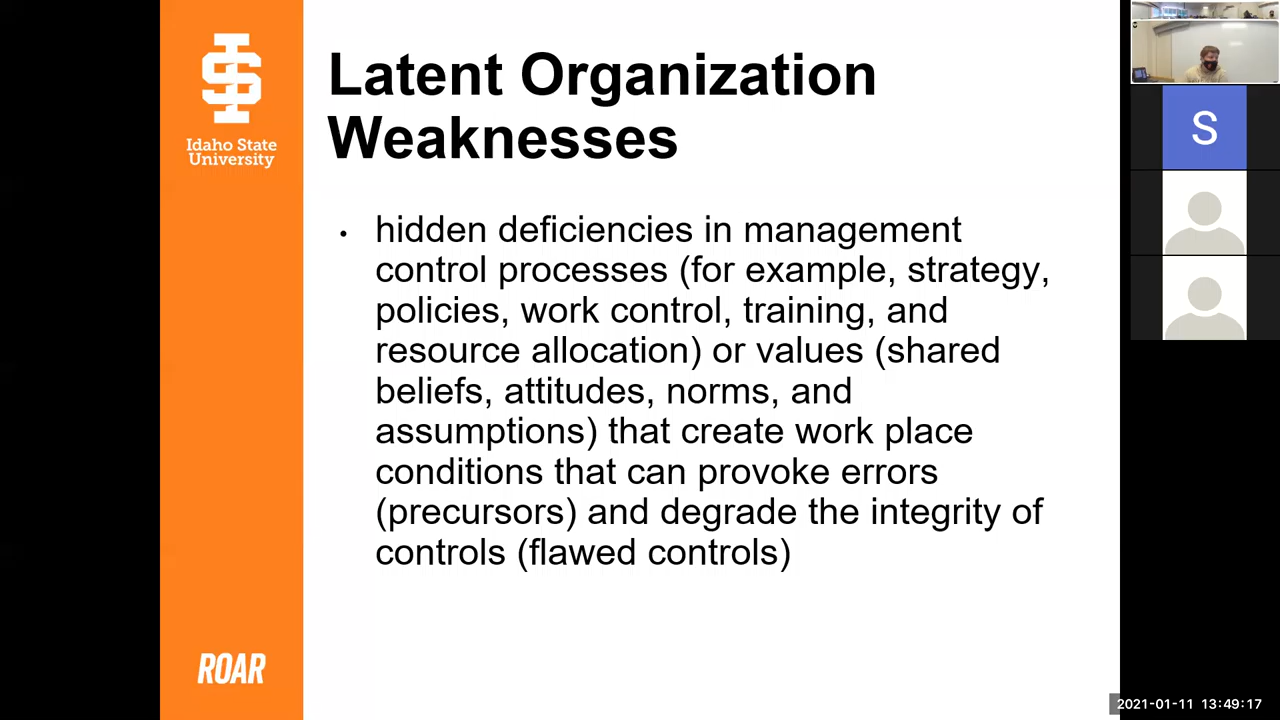 Idaho State
University
ROAR
Latent Organization
Weaknesses
• hidden deficiencies in management
control processes (for example, strategy,
policies, work control, training, and
resource allocation) or values (shared
beliefs, attitudes, norms, and
assumptions) that create work place
conditions that can provoke errors
(precursors) and degrade the integrity of
controls (flawed controls)
S
2021-01-11 13:49:17